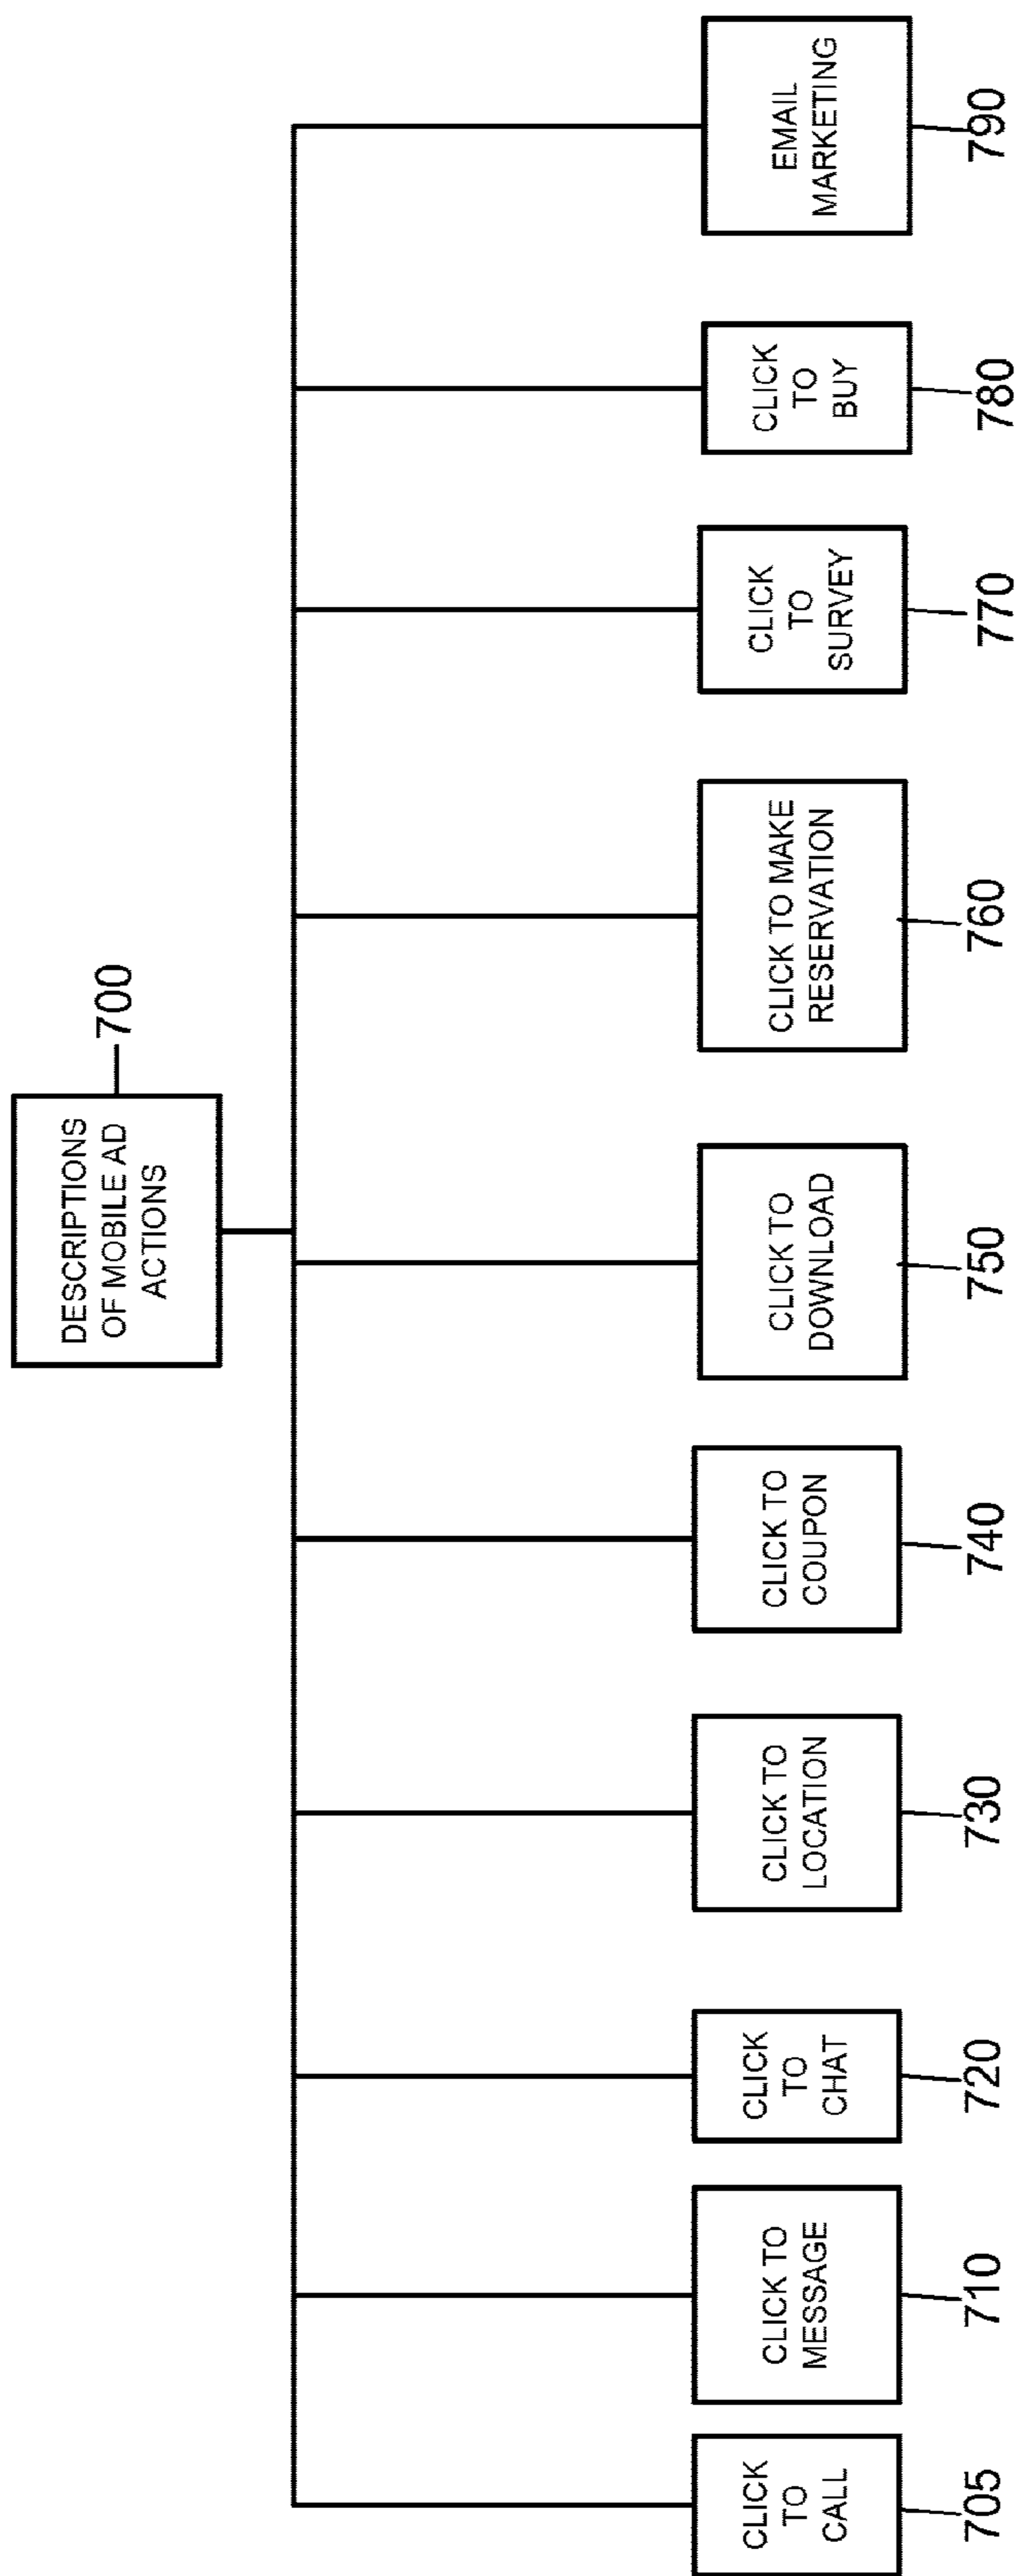 DESCRIPTIONS
OF MOBILE AD
ACTIONS
700
CLICK
TO
CALL
705
CLICK TO
MESSAGE
710
CLICK
TO
CHAT
720
CLICK TO
LOCATION
730
CLICK TO
COUPON
740
CLICK TO
DOWNLOAD
750
CLICK TO MAKE
RESERVATION
760
CLICK
TO
SURVEY
770
CLICK
TO
BUY
780
EMAIL
MARKETING
790